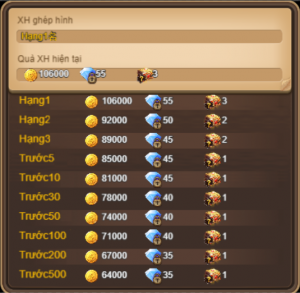 XH ghép hình
Hạng1
Quà XH hiện tại
106000 55 3
Hạng1 106000 55 3
Hạng2 92000 50 2
Hạng3 89000 45 2
Trước5 85000 45 1
Trước10 81000 45 1
Trước30 78000 40 1
Trước50 74000 40 1
Trước100 71000 40 1
Trước200 67000 35 1
Trước500 64000 35 1